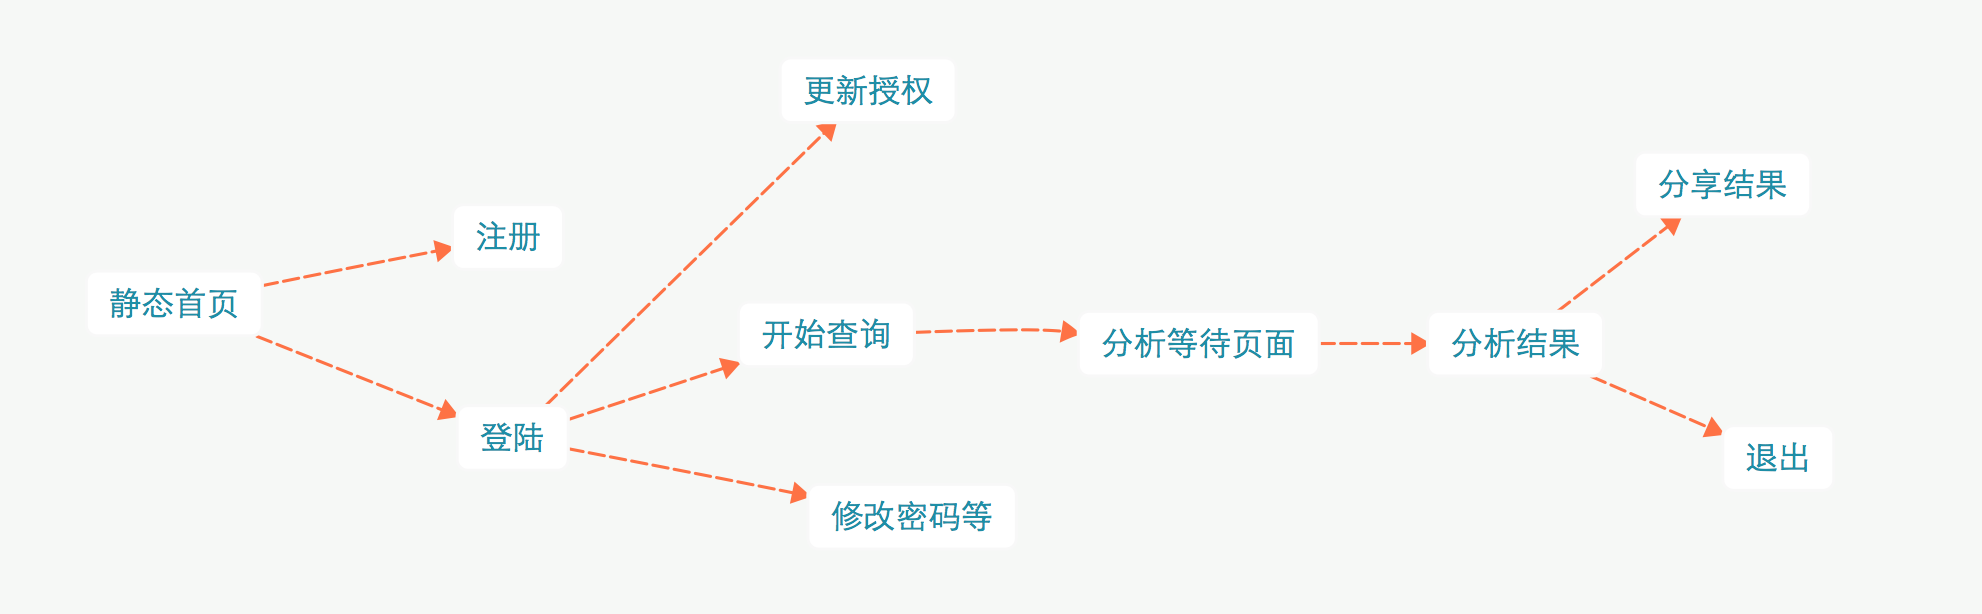 更新授权
分享结果
注册
静态首页
开始查询
分析等待页面
分析结果
登陆
退出
修改密码等